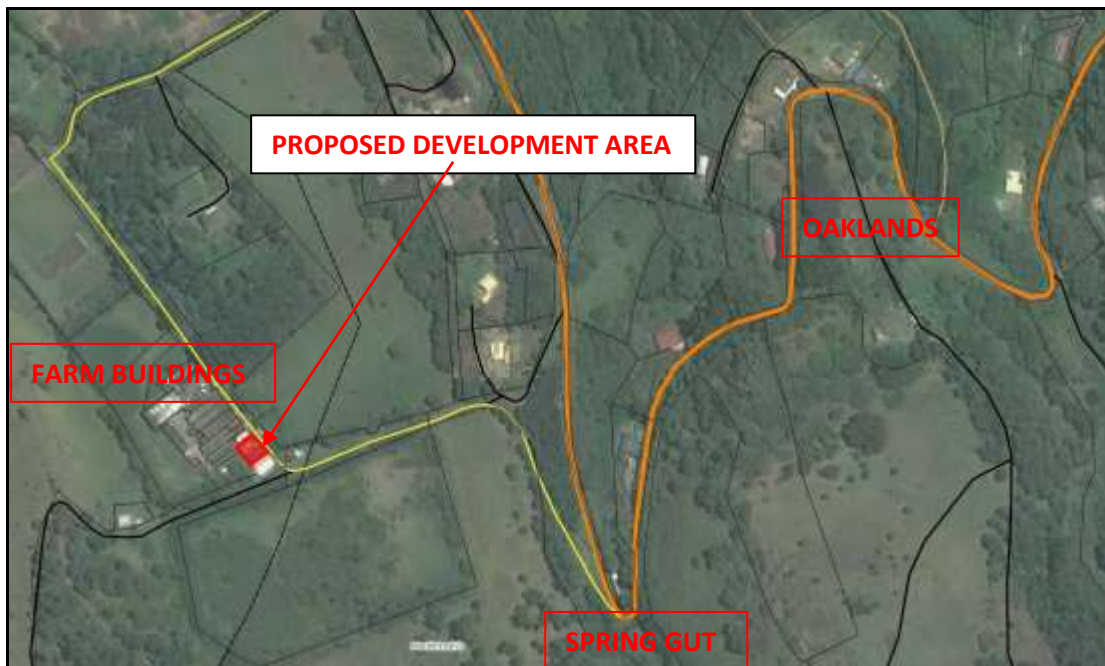 PROPOSED DEVELOPMENT AREA
OAKLANDS
FARM BUILDINGS
SPRING GUT